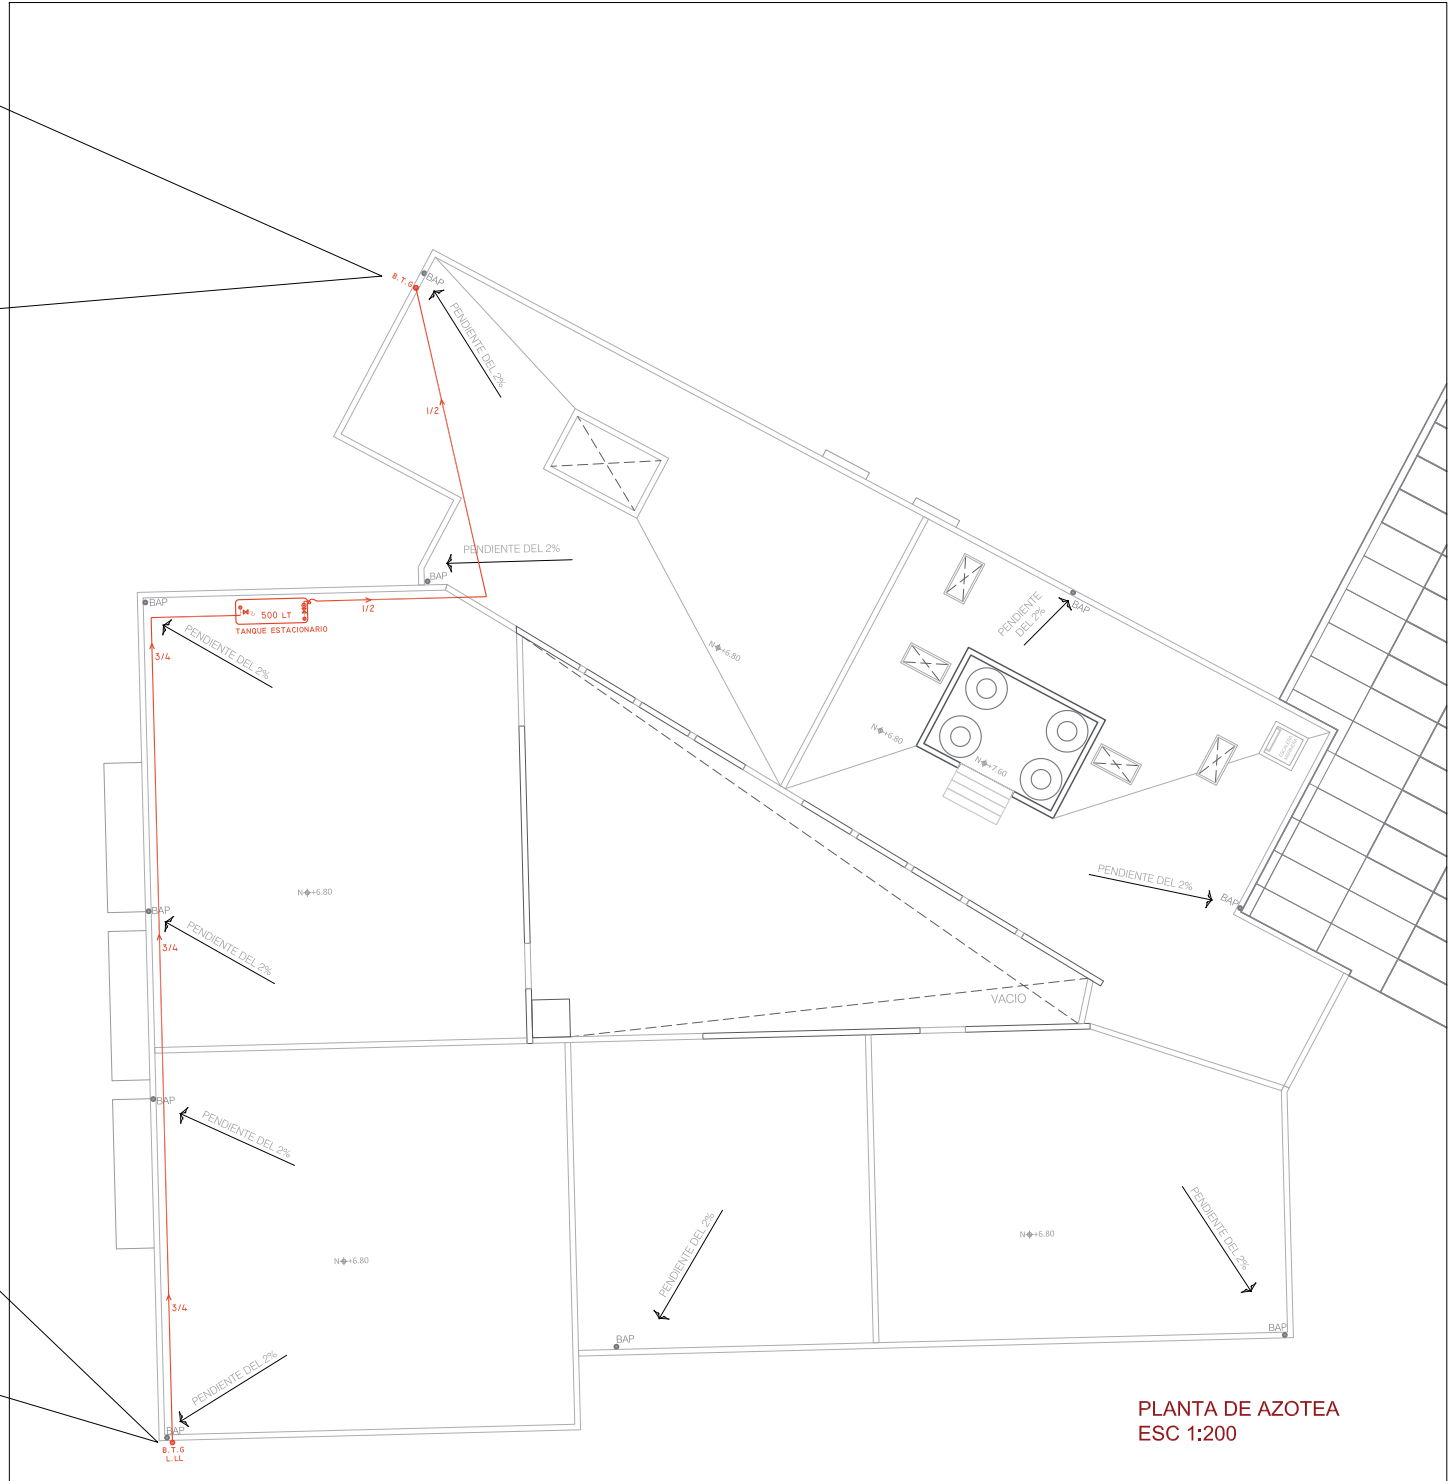 B.T.G
BAP
PENDIENTE DEL 2%
1/2
PENDIENTE DEL 2%
BAP
BAP
500 LT
1/2
TANQUE ESTACIONARIO
PENDIENTE DEL 2%
3/4
N+6.80
PENDIENTE
DEL 2%
BAP
N+6.80
N+7.60
PENDIENTE DEL 2%
BAP
N+6.80
BAP
3/4
PENDIENTE DEL 2%
VACIO
BAP
PENDIENTE DEL 2%
N+6.80
3/4
PENDIENTE DEL 2%
N+6.80
PENDIENTE DEL 2%
BAP
BAP
PENDIENTE DEL 2%
BAP
B.T.G
L.LL
PLANTA DE AZOTEA
ESC 1:200